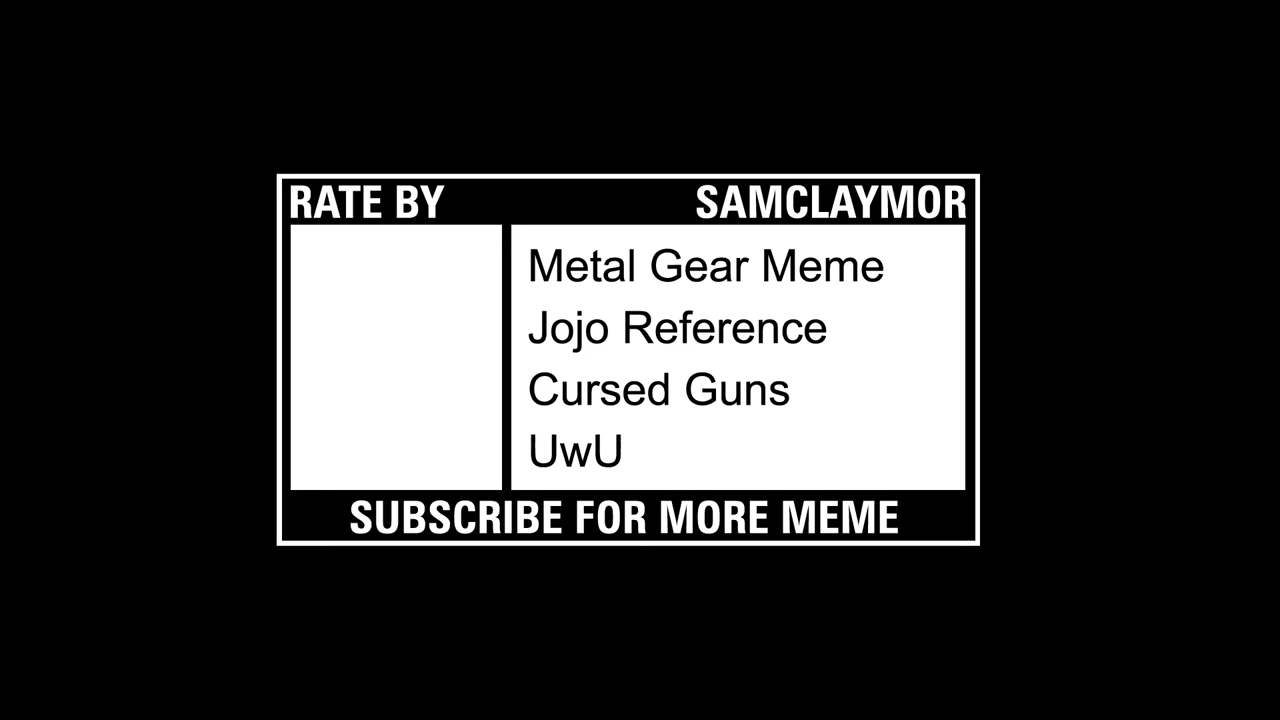 RATE BY SAMCLAYMOR
Metal Gear Meme
Jojo Reference
Cursed Guns
UwU
SUBSCRIBE FOR MORE MEME